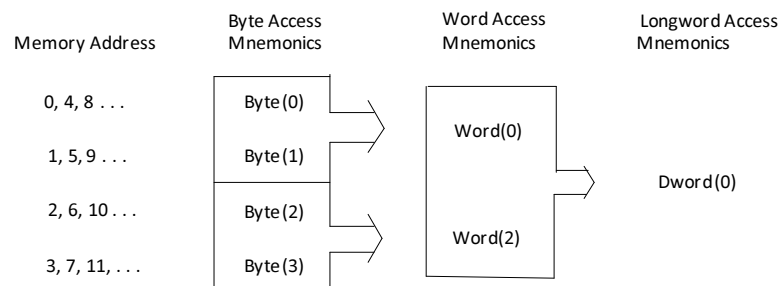 Memory Address
Byte Access
Mnemonics
Word Access
Mnemonics
Longword Access
Mnemonics
0, 4, 8 . . .
Byte(0)
1, 5, 9 . . .
Byte(1)
Word(0)
Dword(0)
2, 6, 10 . . .
Byte(2)
Word(2)
3, 7, 11, . . .
Byte(3)